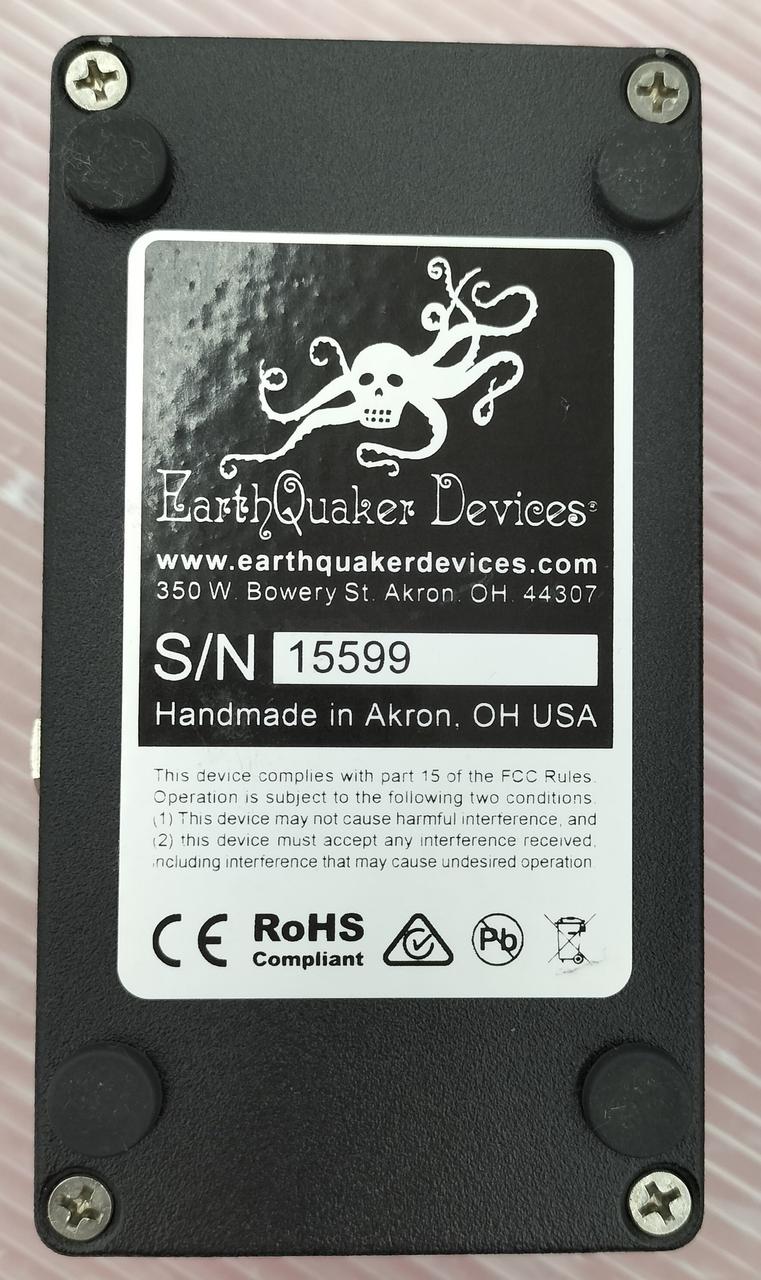 EarthQuaker Devices®
www.earthquakerdevices.com
350 W. Bowery St. Akron, OH. 44307
S/N 15599
Handmade in Akron, OH USA
This device complies with part 15 of the FCC Rules.
Operation is subject to the following two conditions:
(1) This device may not cause harmful interference, and
(2) this device must accept any interference received,
including interference that may cause undesired operation.
CE RoHS Pb
Compliant